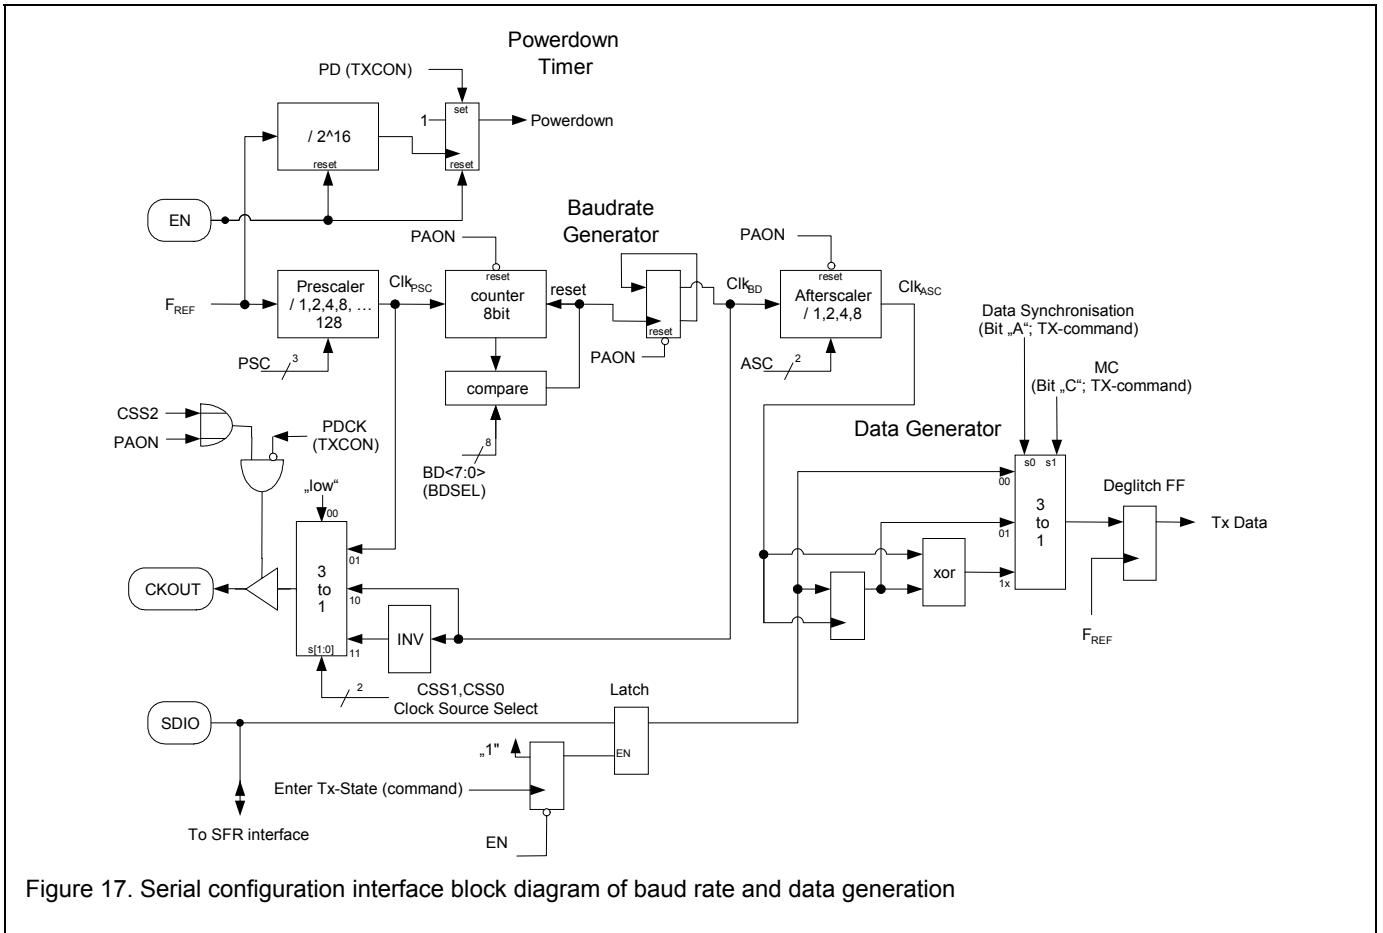 Powerdown
Timer
PD (TXCON)
set
1
Powerdown
/ 2^16
reset
reset
EN
Baudrate
Generator
PAON
PAON
reset
reset
Prescaler
/ 1,2,4,8, …
128
Clk_PSC
counter
8bit
reset
Clk_BD
Afterscaler
/ 1,2,4,8
Clk_ASC
F_REF
reset
PAON
PSC
3
ASC
2
compare
Data Synchronisation
(Bit „A“; TX-command)
MC
(Bit „C“; TX-command)
CSS2
PAON
PDCK
(TXCON)
8
BD<7:0>
(BDSEL)
Data Generator
s0 s1
00
„low“
00
Deglitch FF
3
to
1
01
Tx Data
01
3
to
1
xor
1x
CKOUT
10
INV
11
s[1:0]
F_REF
2
CSS1,CSS0
Clock Source Select
Latch
SDIO
„1"
EN
Enter Tx-State (command)
To SFR interface
EN
Figure 17. Serial configuration interface block diagram of baud rate and data generation